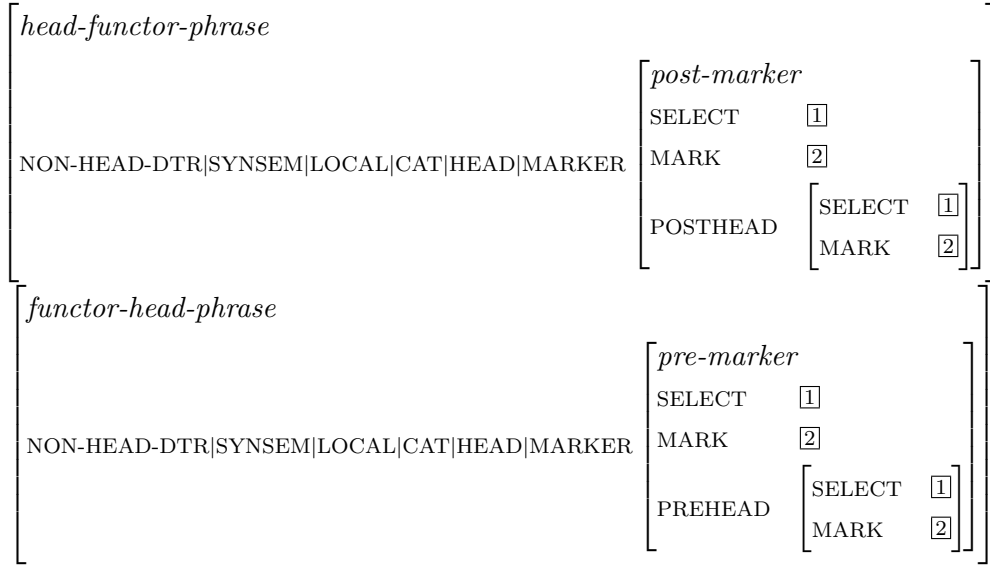 head-functor-phrase
post-marker
SELECT 1
MARK 2
NON-HEAD-DTR|SYNSEM|LOCAL|CAT|HEAD|MARKER
POSTHEAD
SELECT 1
MARK 2
functor-head-phrase
pre-marker
SELECT 1
MARK 2
NON-HEAD-DTR|SYNSEM|LOCAL|CAT|HEAD|MARKER
PREHEAD
SELECT 1
MARK 2